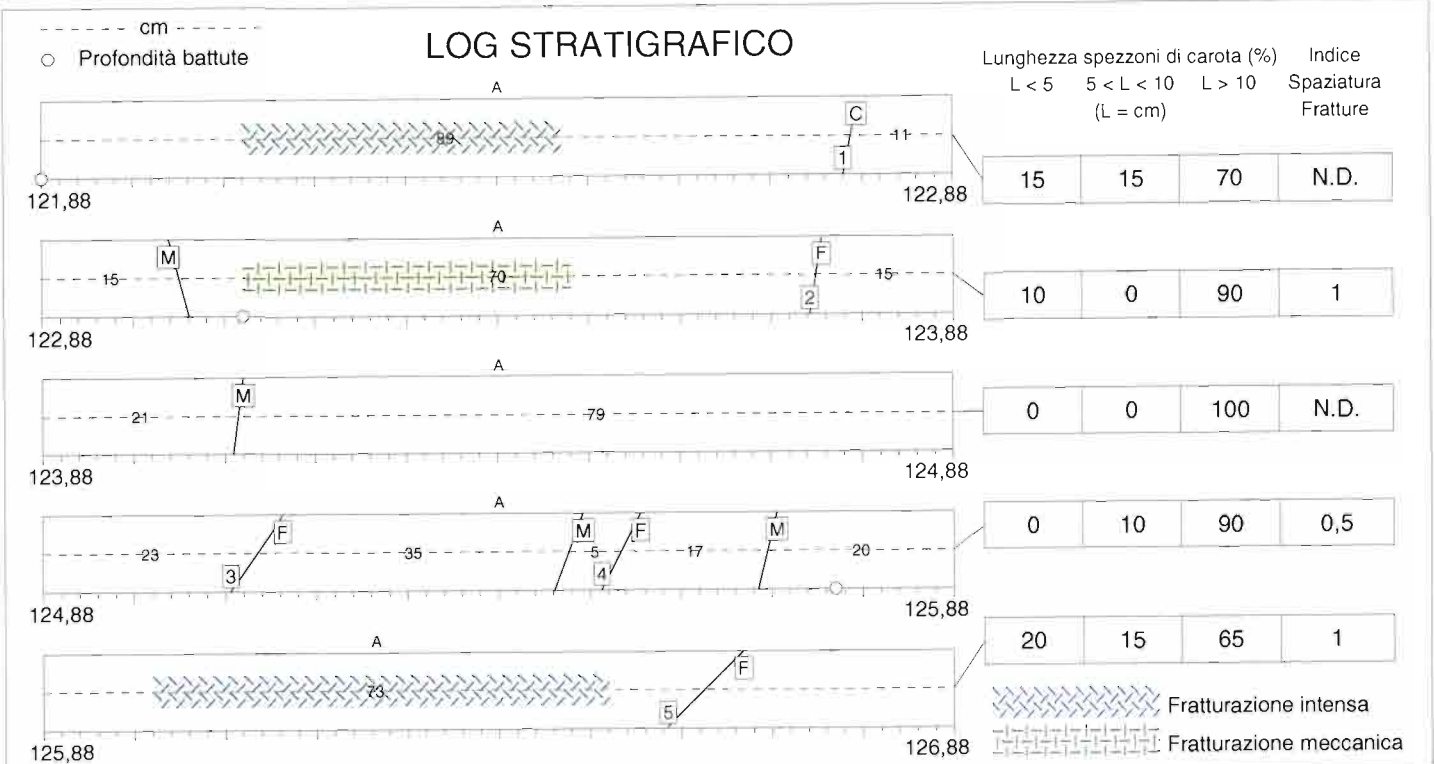 cm
Profondità battute
LOG STRATIGRAFICO
Lunghezza spezzoni di carota (%) Indice
L < 5 5 < L < 10 L > 10 Spaziatura
(L = cm) Fratture
A
89 1 C 11
121,88 122,88
15 15 70 N.D.
A
15 M 70 2 F 15
122,88 123,88
10 0 90 1
A
21 M 79
123,88 124,88
0 0 100 N.D.
A
23 3 F 35 M 5 4 F 17 M 20
124,88 125,88
0 10 90 0,5
A
73 5 F
125,88 126,88
20 15 65 1
Fratturazione intensa
Fratturazione meccanica